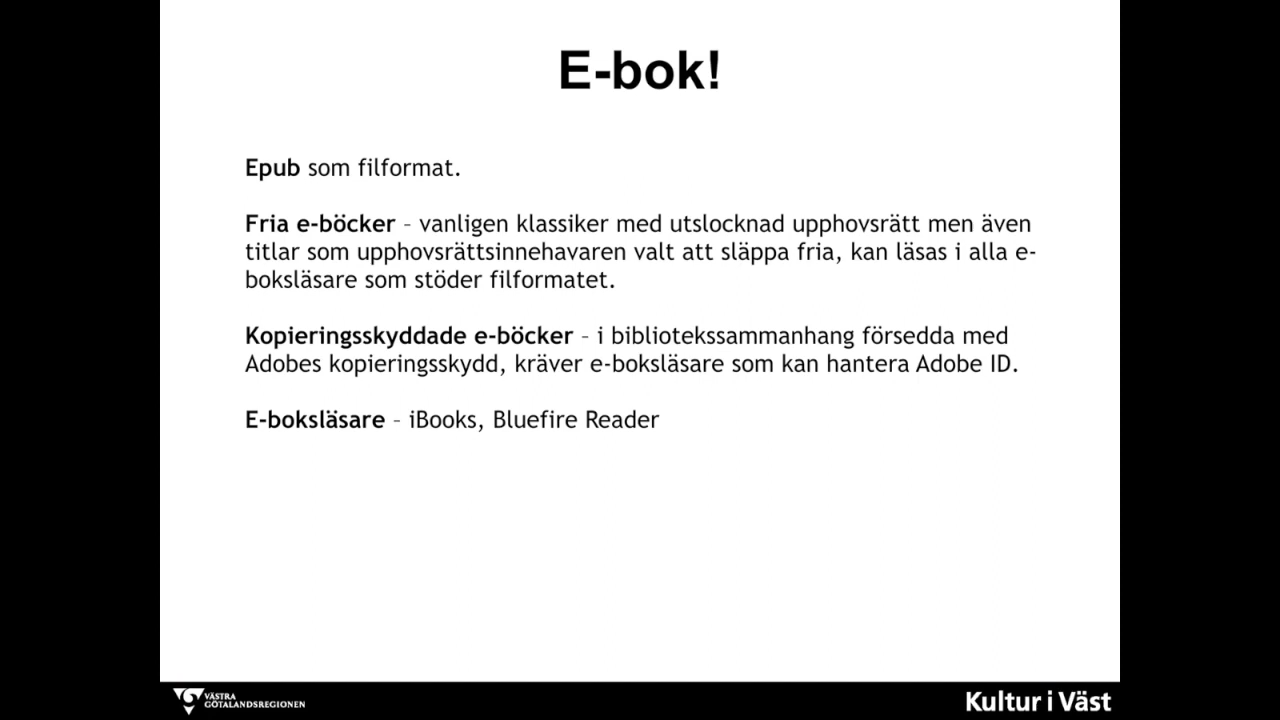 E-bok!
Epub som filformat.
Fria e-böcker – vanligen klassiker med utslocknad upphovsrätt men även
titlar som upphovsrättsinnehavaren valt att släppa fria, kan läsas i alla e-
boksläsare som stöder filformatet.
Kopieringsskyddade e-böcker – i bibliotekssammanhang försedda med
Adobes kopieringsskydd, kräver e-boksläsare som kan hantera Adobe ID.
E-boksläsare – iBooks, Bluefire Reader
VÄSTRA
GÖTALANDSREGIONEN
Kultur i Väst